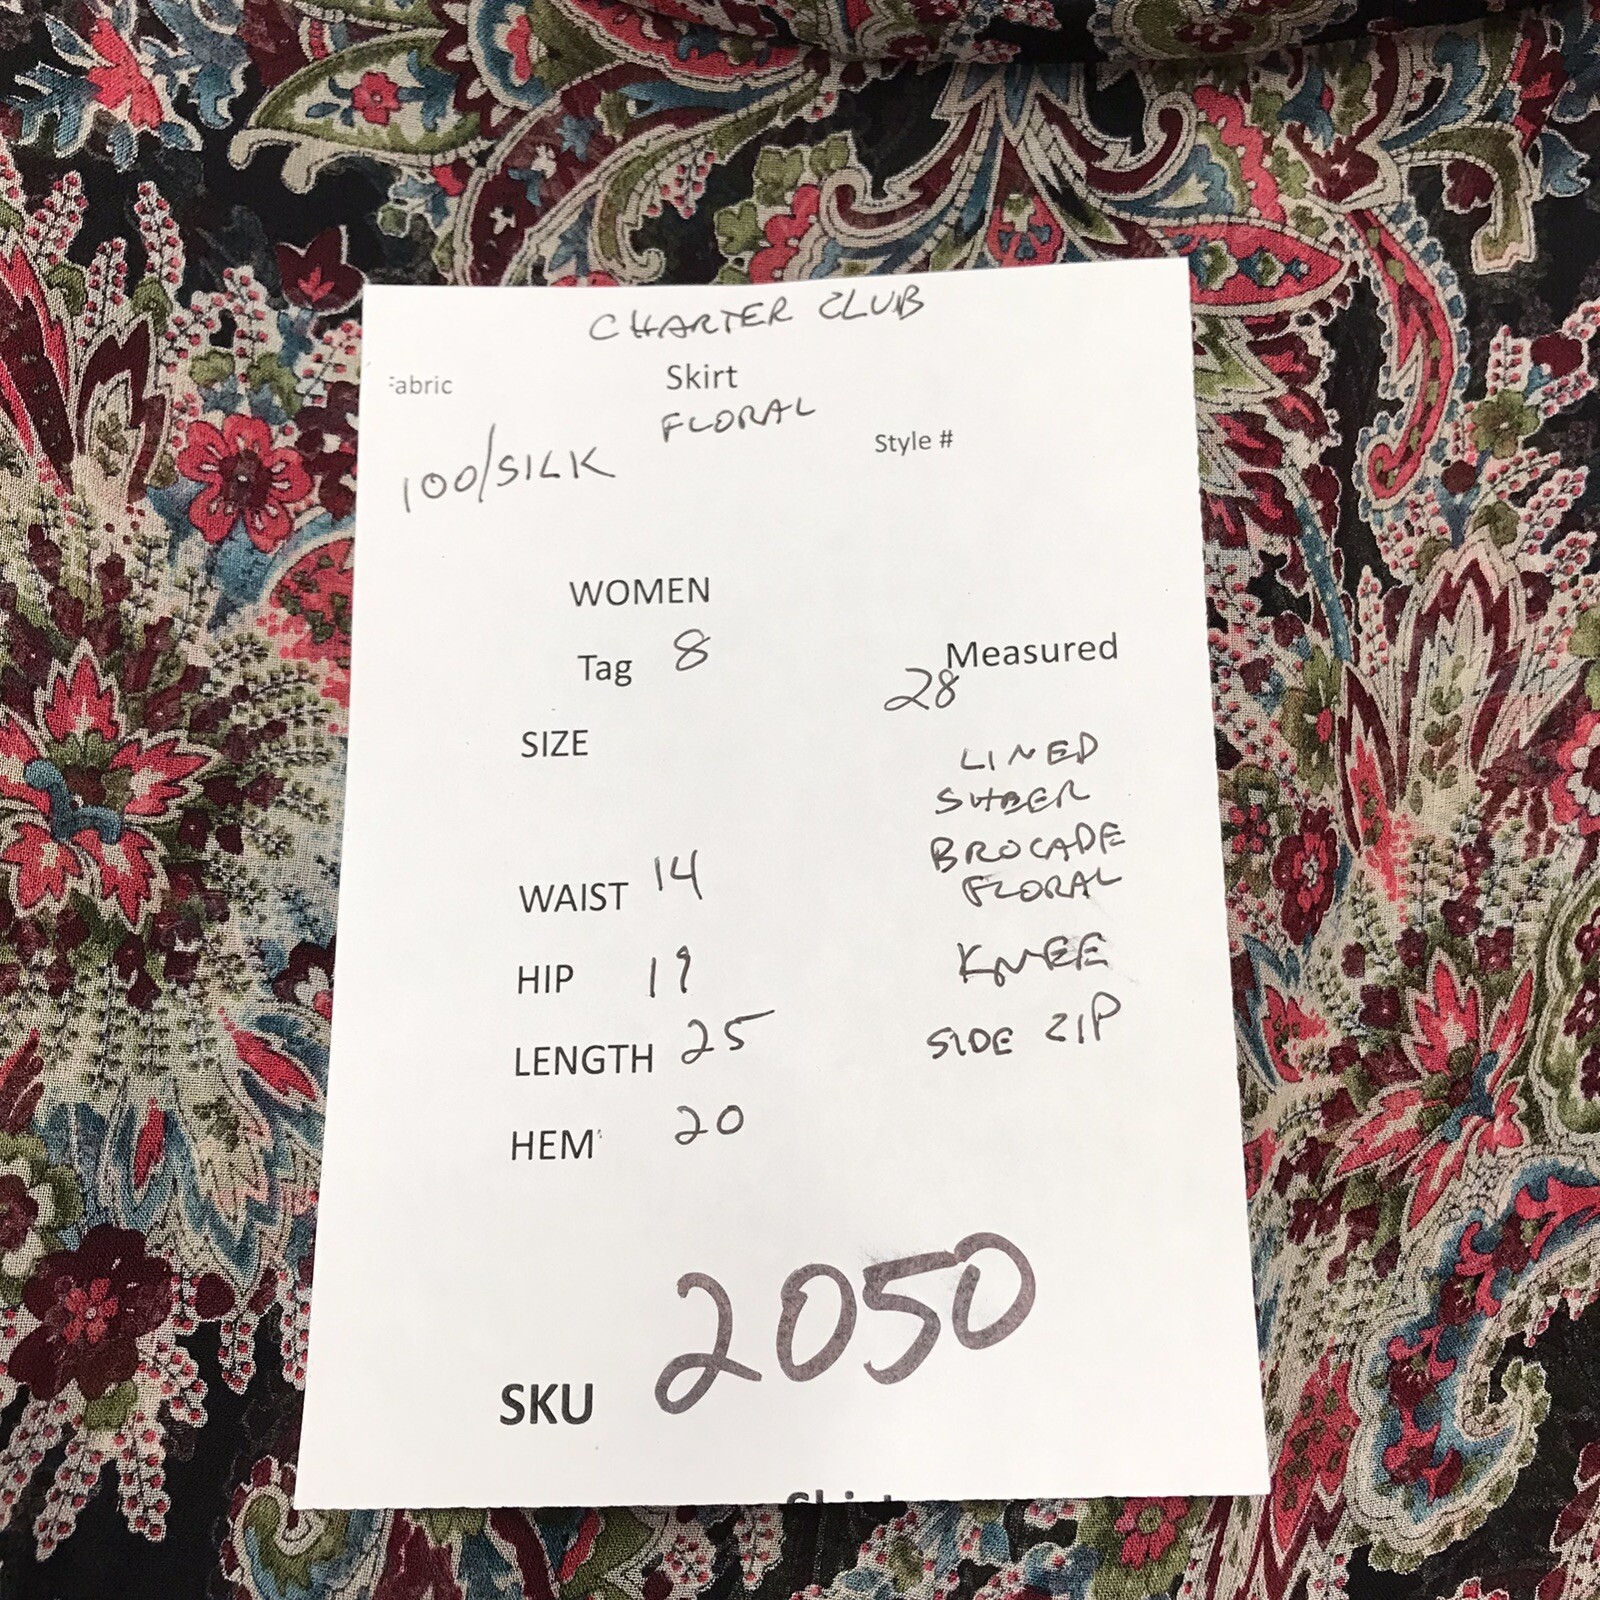 CHARTER CLUB
Fabric
Skirt
FLORAL
Style #
100/SILK
WOMEN
Tag 8
Measured
28
SIZE
LINED
BROCADE
FLORAL
WAIST 14
HIP 19
KNEE
LENGTH 25
SIDE ZIP
HEM 20
SKU 2050